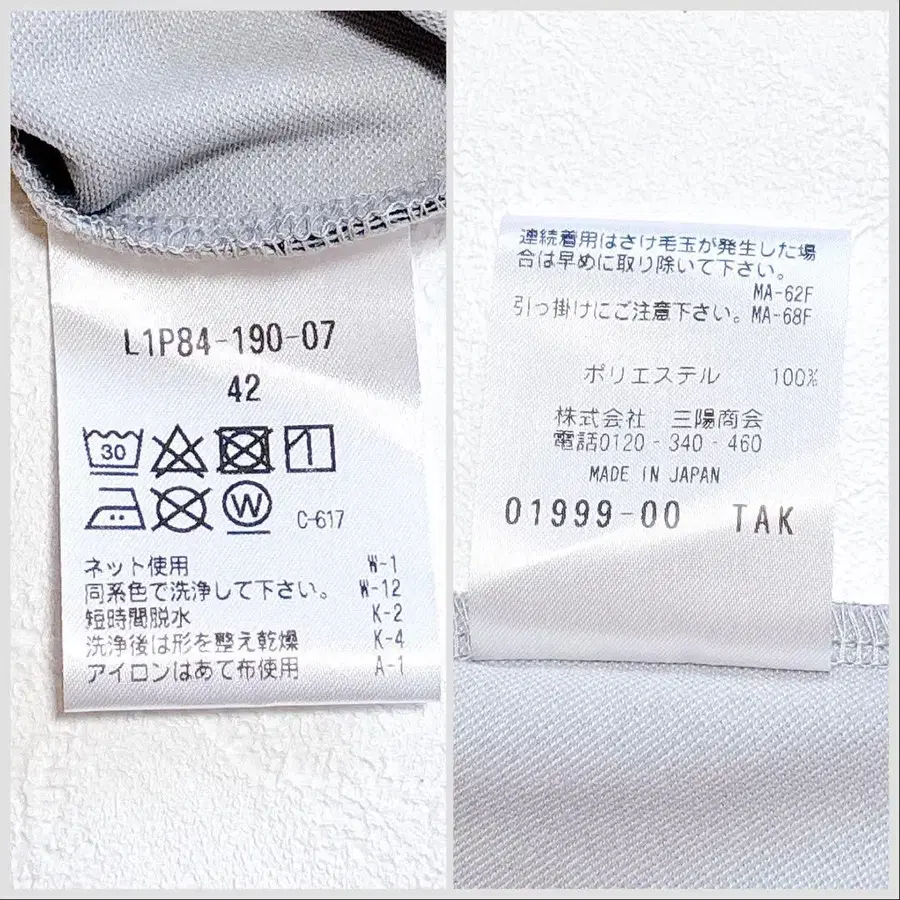 L1P84-190-07
42
30
W C-617
ネット使用 W-1
同系色で洗浄して下さい。 W-12
短時間脱水 K-2
洗浄後は形を整え乾燥 K-4
アイロンはあて布使用 A-1
連続着用はさけ毛玉が発生した場
合は早めに取り除いて下さい。
MA-62F
引っ掛けにご注意下さい。MA-68F
ポリエステル 100%
株式会社 三陽商会
電話0120-340-460
MADE IN JAPAN
01999-00 TAK